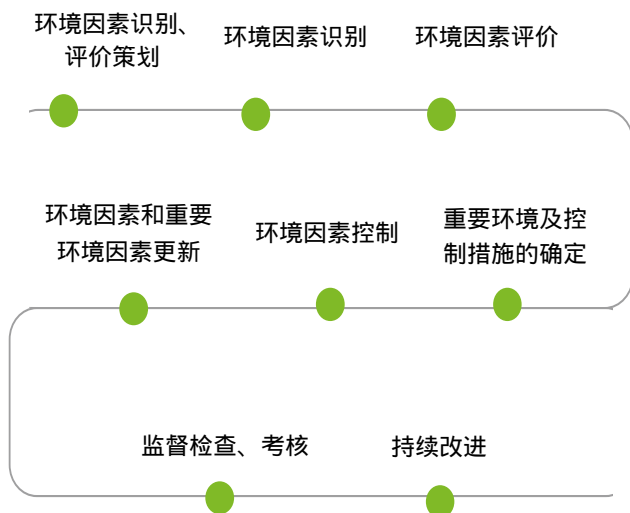 环境因素识别、
评价策划
环境因素识别
环境因素评价
环境因素和重要
环境因素更新
环境因素控制
重要环境及控
制措施的确定
监督检查、考核
持续改进